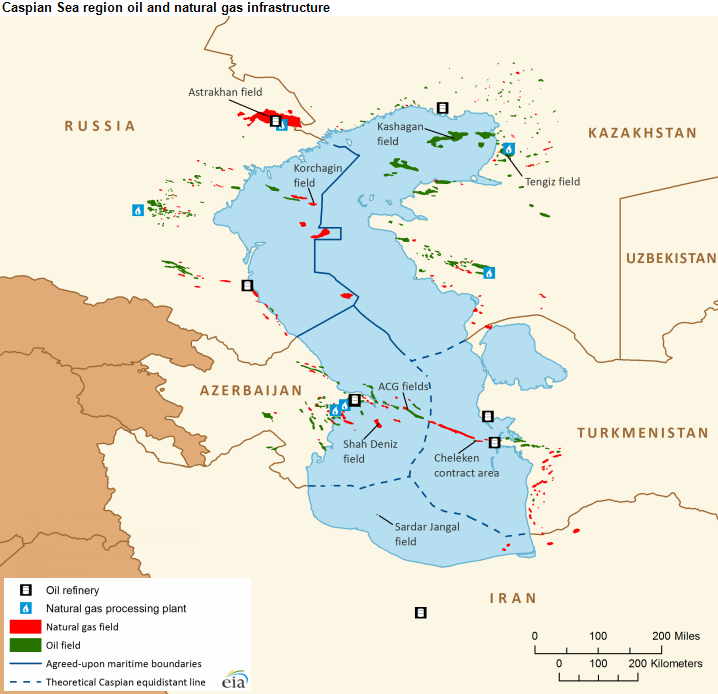 Caspian Sea region oil and natural gas infrastructure
Astrakhan field
RUSSIA
Kashagan
field
KAZAKHSTAN
Korchagin
field
Tengiz field
UZBEKISTAN
AZERBAIJAN
ACG fields
Shah Deniz
field
TURKMENISTAN
Cheleken
contract area
Sardar Jangal
field
IRAN
Oil refinery
Natural gas processing plant
Natural gas field
Oil field
Agreed-upon maritime boundaries
Theoretical Caspian equidistant line
eia
0 100 200 Miles
0 100 200 Kilometers